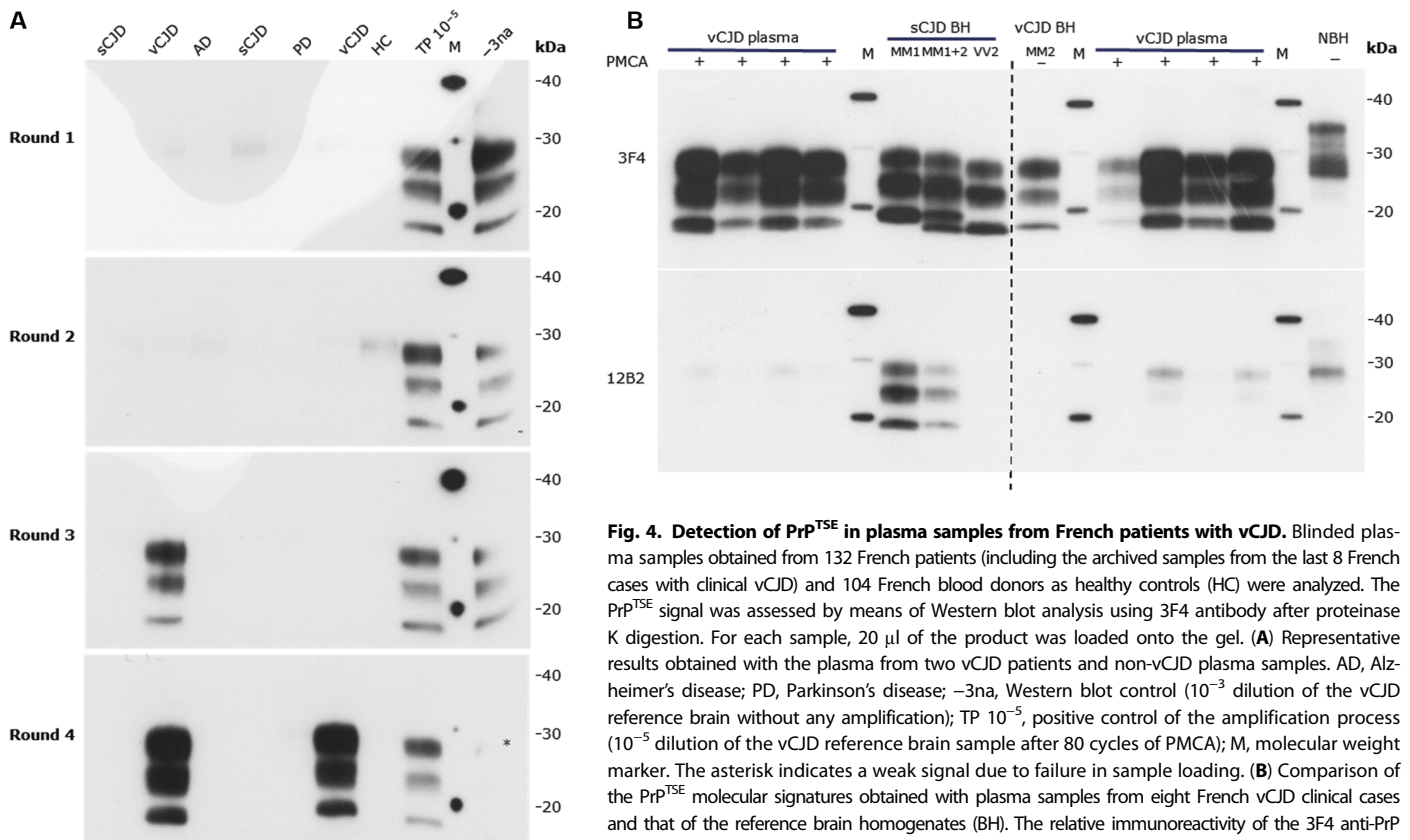 A
sCJD vCJD AD sCJD PD vCJD HC TP 10⁻⁵ M –3na
kDa
Round 1
-40
-30
-20
Round 2
-40
-30
-20
Round 3
-40
-30
-20
Round 4
-40
-30
*
-20
B
vCJD plasma sCJD BH vCJD BH vCJD plasma NBH
M MM1 MM1+2 VV2 MM2 M M kDa
PMCA + + + + – + + + + –
3F4
-40
-30
-20
12B2
-40
-30
-20
Fig. 4. Detection of PrPᵀˢᴱ in plasma samples from French patients with vCJD. Blinded plas-
ma samples obtained from 132 French patients (including the archived samples from the last 8 French
cases with clinical vCJD) and 104 French blood donors as healthy controls (HC) were analyzed. The
PrPᵀˢᴱ signal was assessed by means of Western blot analysis using 3F4 antibody after proteinase
K digestion. For each sample, 20 μl of the product was loaded onto the gel. (A) Representative
results obtained with the plasma from two vCJD patients and non-vCJD plasma samples. AD, Alz-
heimer's disease; PD, Parkinson's disease; −3na, Western blot control (10⁻³ dilution of the vCJD
reference brain without any amplification); TP 10⁻⁵, positive control of the amplification process
(10⁻⁵ dilution of the vCJD reference brain sample after 80 cycles of PMCA); M, molecular weight
marker. The asterisk indicates a weak signal due to failure in sample loading. (B) Comparison of
the PrPᵀˢᴱ molecular signatures obtained with plasma samples from eight French vCJD clinical cases
and that of the reference brain homogenates (BH). The relative immunoreactivity of the 3F4 anti-PrP